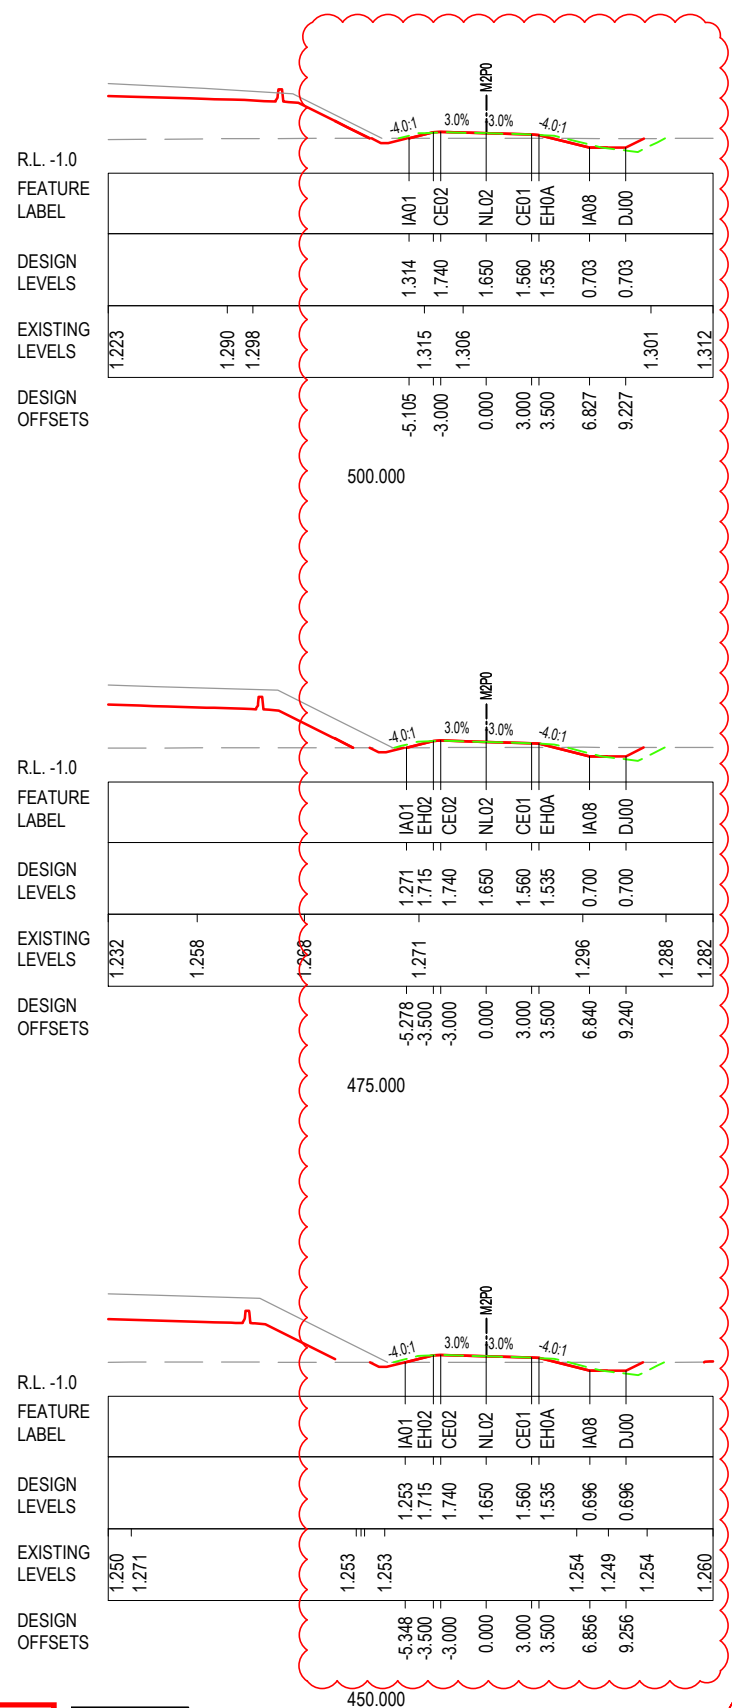 M2P0
-4.0:1 3.0% -3.0% -4.0:1
R.L. -1.0
FEATURE
LABEL
IA01 CE02 NL02 CE01 EH0A IA08 DJ00
DESIGN
LEVELS
1.314 1.740 1.650 1.560 1.535 0.703 0.703
EXISTING
LEVELS
1.223 1.290 1.298 1.315 1.306 1.301 1.312
DESIGN
OFFSETS
-5.105 -3.000 0.000 3.000 3.500 6.827 9.227
500.000
M2P0
-4.0:1 3.0% -3.0% -4.0:1
R.L. -1.0
FEATURE
LABEL
IA01 EH02 CE02 NL02 CE01 EH0A IA08 DJ00
DESIGN
LEVELS
1.271 1.715 1.740 1.650 1.560 1.535 0.700 0.700
EXISTING
LEVELS
1.232 1.258 1.268 1.271 1.296 1.288 1.282
DESIGN
OFFSETS
-5.278 -3.500 -3.000 0.000 3.000 3.500 6.840 9.240
475.000
M2P0
-4.0:1 3.0% -3.0% -4.0:1
R.L. -1.0
FEATURE
LABEL
IA01 EH02 CE02 NL02 CE01 EH0A IA08 DJ00
DESIGN
LEVELS
1.253 1.715 1.740 1.650 1.560 1.535 0.696 0.696
EXISTING
LEVELS
1.250 1.271 1.253 1.253 1.254 1.249 1.254 1.260
DESIGN
OFFSETS
-5.348 -3.500 -3.000 0.000 3.000 3.500 6.856 9.256
450.000